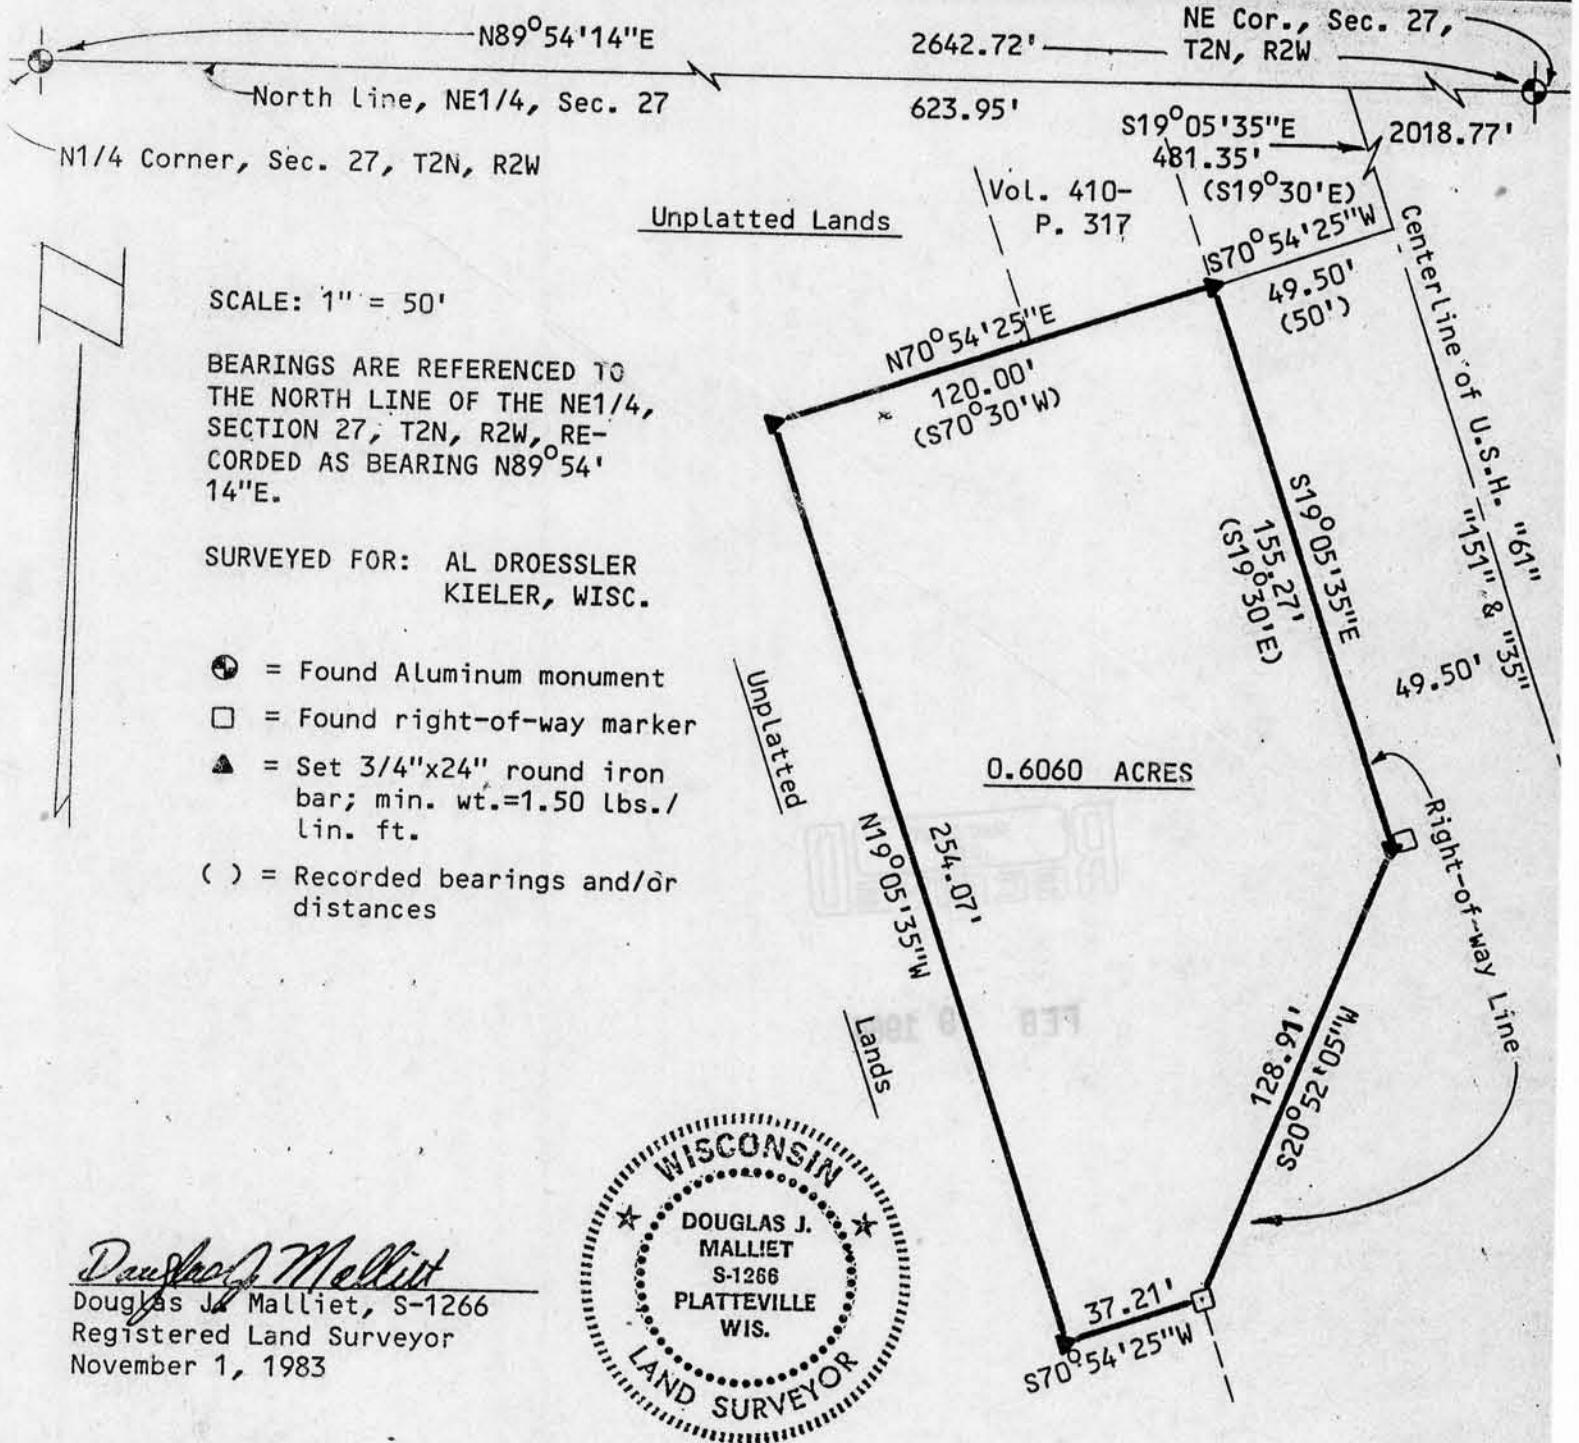 N89°54'14"E
2642.72'
NE Cor., Sec. 27,
T2N, R2W
North line, NE1/4, Sec. 27
623.95'
S19°05'35"E
481.35'
(S19°30'E)
2018.77'
N1/4 Corner, Sec. 27, T2N, R2W
Unplatted Lands
Vol. 410-
P. 317
S70°54'25"W
49.50'
(50')
Centerline of U.S.H. "61"
"151" & "35"
SCALE: 1" = 50'
BEARINGS ARE REFERENCED TO
THE NORTH LINE OF THE NE1/4,
SECTION 27, T2N, R2W, RE-
CORDED AS BEARING N89°54'
14"E.
N70°54'25"E
120.00'
(S70°30'W)
S19°05'35"E
155.27'
(S19°30'E)
49.50'
SURVEYED FOR: AL DROESSLER
KIELER, WISC.
= Found Aluminum monument
= Found right-of-way marker
= Set 3/4"x24" round iron
bar; min. wt.=1.50 lbs./
lin. ft.
( ) = Recorded bearings and/or
distances
Unplatted
Lands
0.6060 ACRES
254.07'
N19°05'35"W
Right-of-way Line
128.91'
S20°52'05"W
FEB
37.21'
S70°54'25"W
Douglas J. Malliet
Douglas J. Malliet, S-1266
Registered Land Surveyor
November 1, 1983
WISCONSIN
DOUGLAS J.
MALLIET
S-1266
PLATTEVILLE
WIS.
LAND SURVEYOR